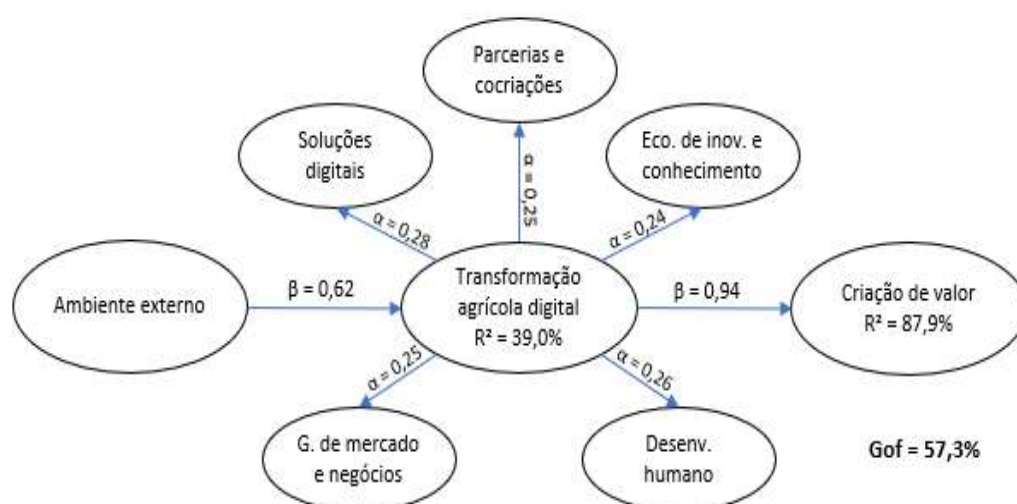 Parcerias e
cocriações
Soluções
digitais
Eco. de inov. e
conhecimento
α = 0,28
α = 0,25
α = 0,24
Ambiente externo
β = 0,62
Transformação
agrícola digital
R² = 39,0%
β = 0,94
Criação de valor
R² = 87,9%
α = 0,25
α = 0,26
G. de mercado
e negócios
Desenv.
humano
Gof = 57,3%